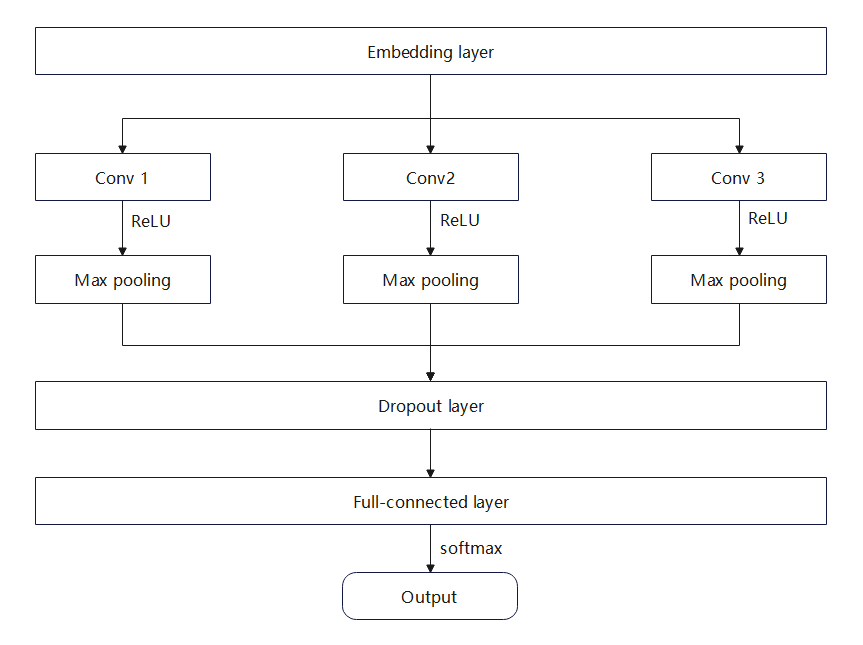 Embedding layer
Conv 1
Conv2
Conv 3
ReLU
ReLU
ReLU
Max pooling
Max pooling
Max pooling
Dropout layer
Full-connected layer
softmax
Output